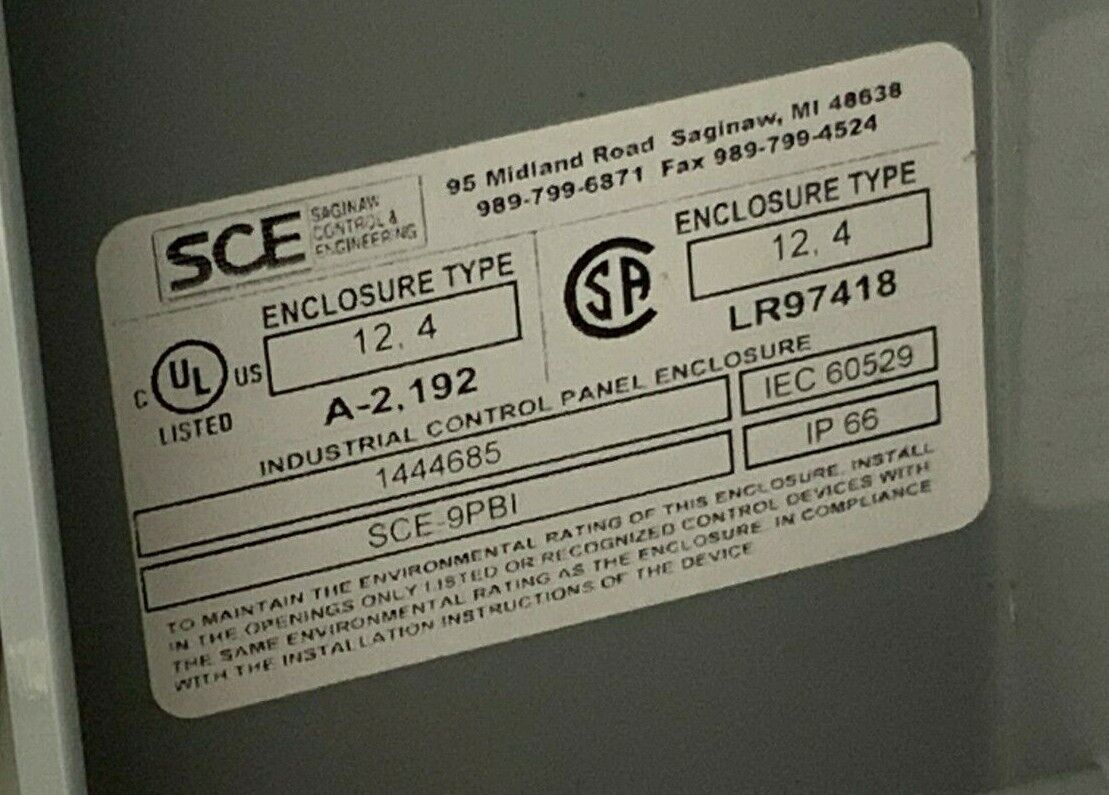 SCE SAGINAW CONTROL & ENGINEERING
95 Midland Road Saginaw, MI 48638
989-799-6871 Fax 989-799-4524
C UL US LISTED
ENCLOSURE TYPE
12, 4
A-2,192
CSA
ENCLOSURE TYPE
12, 4
LR97418
INDUSTRIAL CONTROL PANEL ENCLOSURE
1444685
IEC 60529
SCE-9PBI
IP 66
TO MAINTAIN THE ENVIRONMENTAL RATING OF THIS ENCLOSURE, INSTALL
IN THE OPENINGS ONLY LISTED OR RECOGNIZED CONTROL DEVICES WITH
THE SAME ENVIRONMENTAL RATING AS THE ENCLOSURE IN COMPLIANCE
WITH THE INSTALLATION INSTRUCTIONS OF THE DEVICE